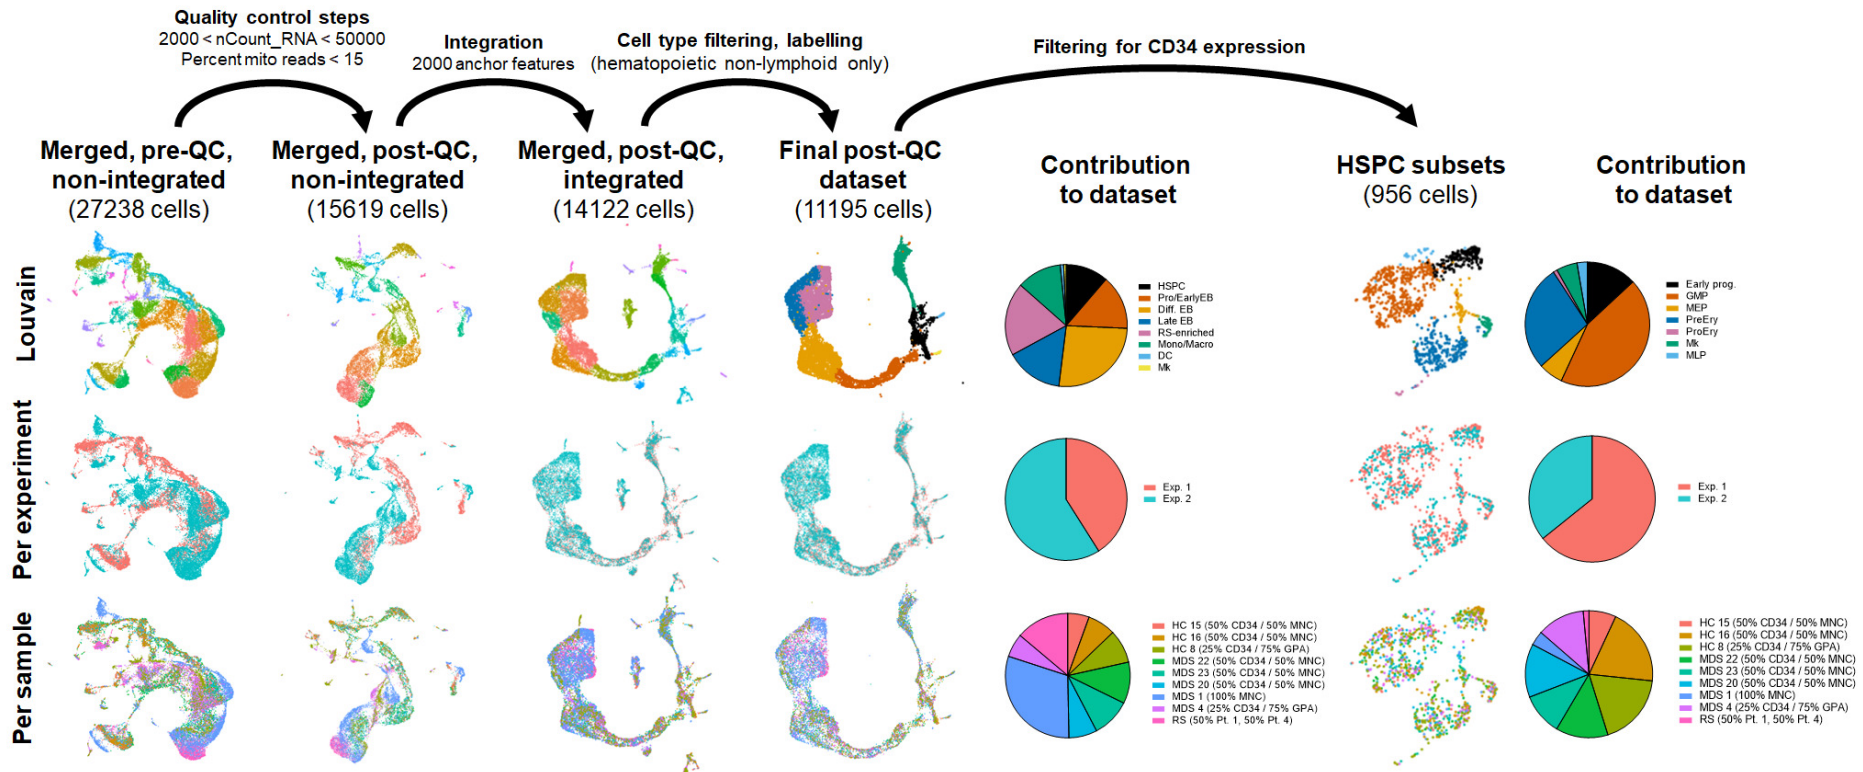 Quality control steps
2000 < nCount_RNA < 50000
Percent mito reads < 15
Integration
2000 anchor features
Cell type filtering, labelling
(hematopoietic non-lymphoid only)
Filtering for CD34 expression
Merged, pre-QC,
non-integrated
(27238 cells)
Merged, post-QC,
non-integrated
(15619 cells)
Merged, post-QC,
integrated
(14122 cells)
Final post-QC
dataset
(11195 cells)
Contribution
to dataset
HSPC subsets
(956 cells)
Contribution
to dataset
Louvain
HSPC
Pro/EarlyEB
Diff. EB
Late EB
RS-enriched
Mono/Macro
DC
Mk
Early prog.
GMP
MEP
PreEry
ProEry
Mk
MLP
Per experiment
Exp. 1
Exp. 2
Exp. 1
Exp. 2
Per sample
HC 15 (50% CD34 / 50% MNC)
HC 16 (50% CD34 / 50% MNC)
HC 8 (25% CD34 / 75% GPA)
MDS 22 (50% CD34 / 50% MNC)
MDS 23 (50% CD34 / 50% MNC)
MDS 20 (50% CD34 / 50% MNC)
MDS 1 (100% MNC)
MDS 4 (25% CD34 / 75% GPA)
RS (50% Pt. 1, 50% Pt. 4)
HC 15 (50% CD34 / 50% MNC)
HC 16 (50% CD34 / 50% MNC)
HC 8 (25% CD34 / 75% GPA)
MDS 22 (50% CD34 / 50% MNC)
MDS 23 (50% CD34 / 50% MNC)
MDS 20 (50% CD34 / 50% MNC)
MDS 1 (100% MNC)
MDS 4 (25% CD34 / 75% GPA)
RS (50% Pt. 1, 50% Pt. 4)